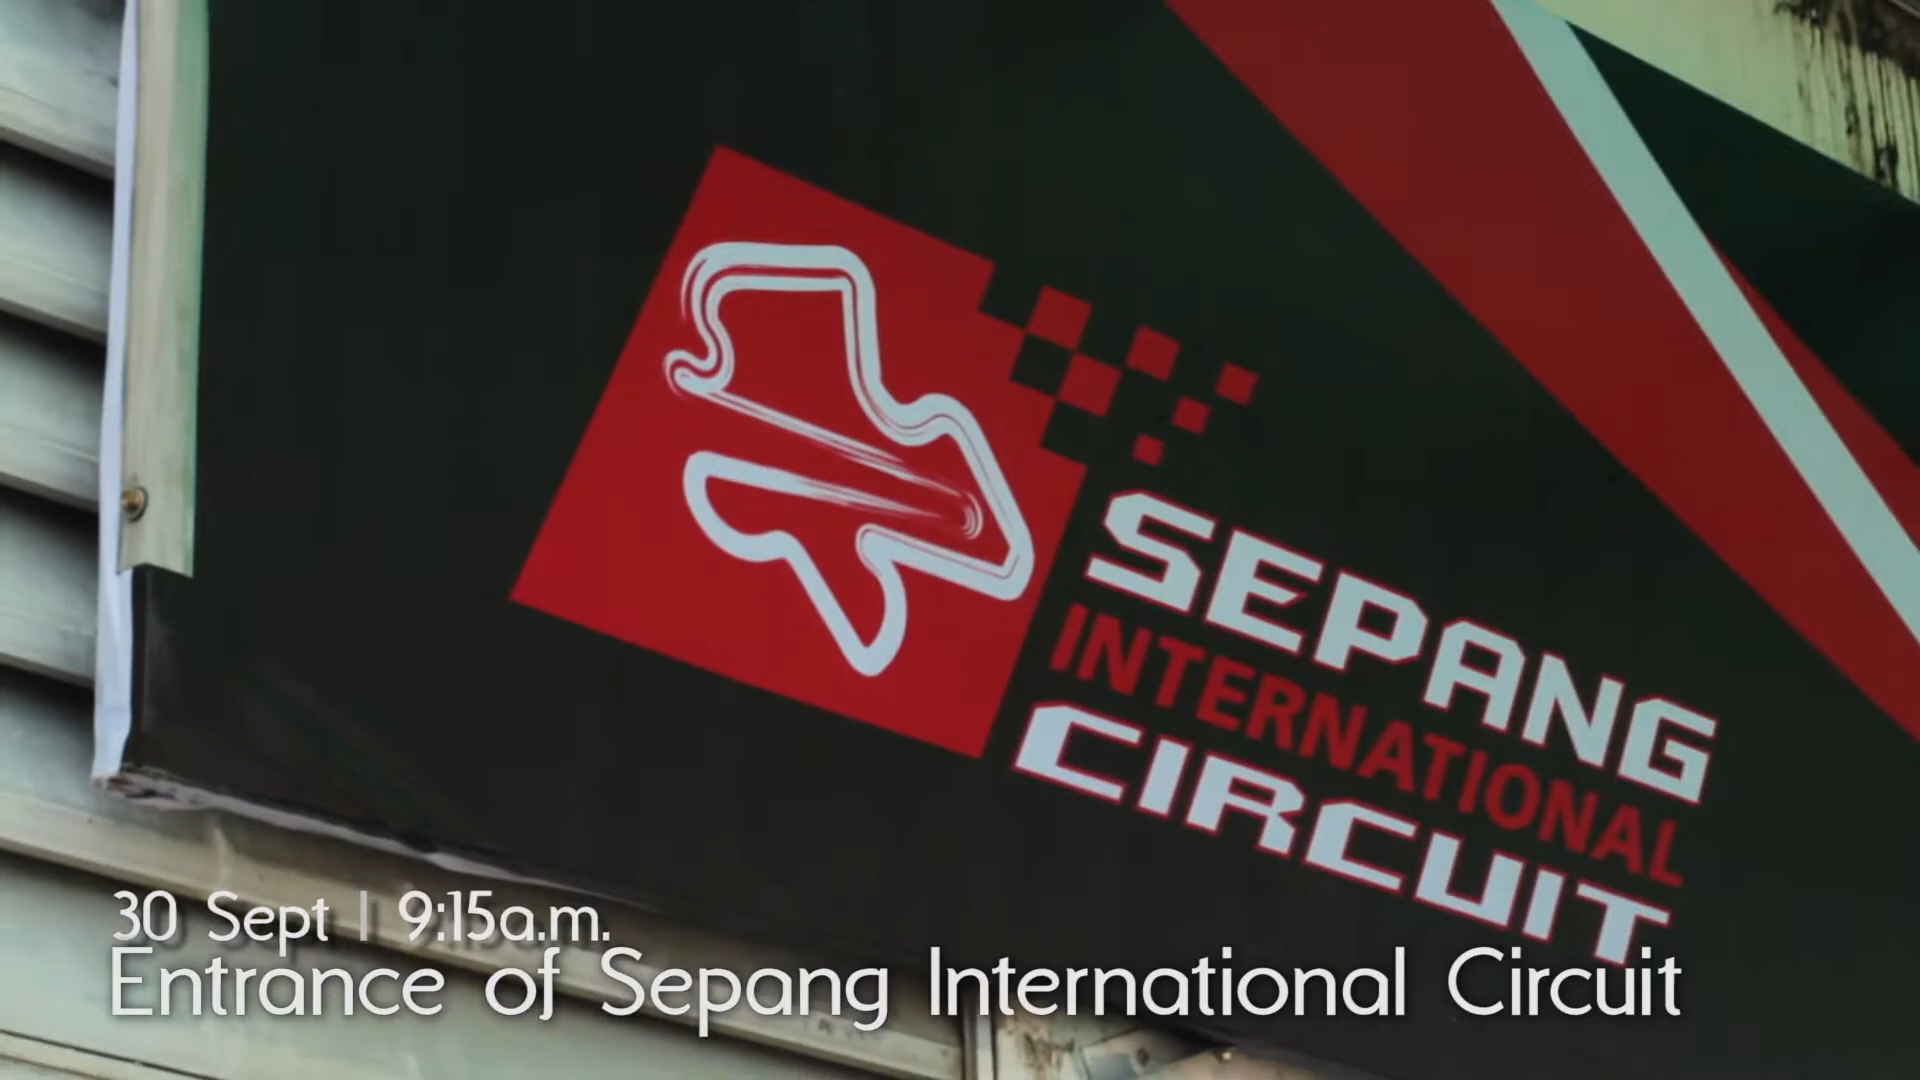 SEPANG
INTERNATIONAL
CIRCUIT
30 Sept | 9:15a.m.
Entrance of Sepang International Circuit